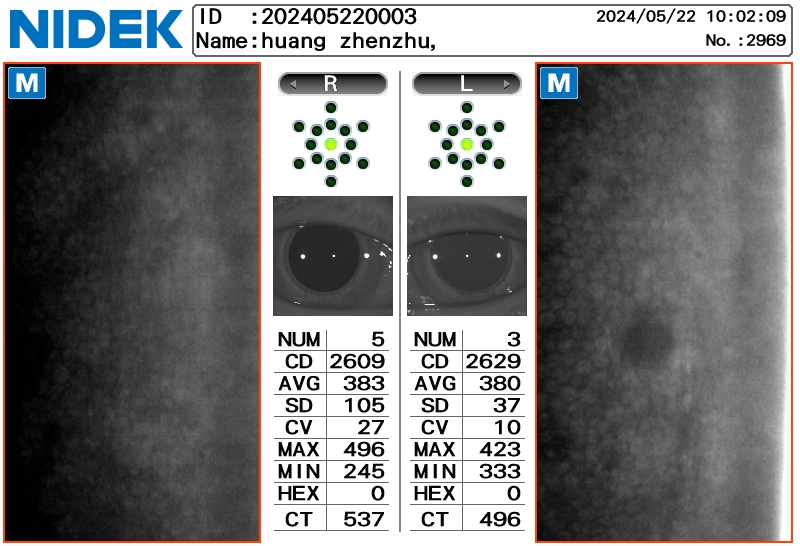 NIDEK
ID :202405220003
2024/05/22 10:02:09
Name:huang zhenzhu,
No. :2969
M
R
L
M
NUM 5
CD 2609
AVG 383
SD 105
CV 27
MAX 496
MIN 245
HEX 0
CT 537
NUM 3
CD 2629
AVG 380
SD 37
CV 10
MAX 423
MIN 333
HEX 0
CT 496